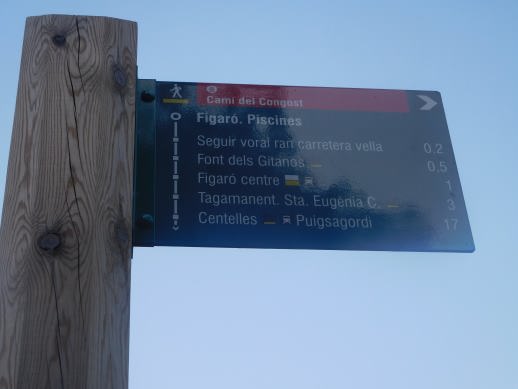 Camí del Congost
Figaró. Piscines
Seguir voral ran carretera vella 0.2
Font dels Gitanos 0,5
Figaró centre 1
Tagamanent. Sta. Eugènia C. 3
Centelles Puigsagordi 17